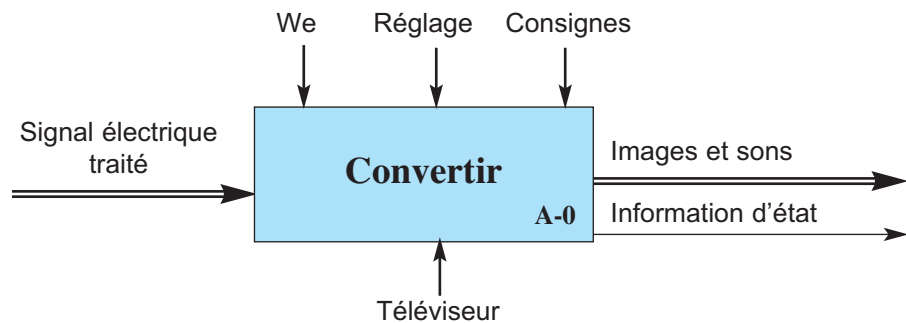 We Réglage Consignes
Signal électrique
traité
Convertir
A-0
Images et sons
Information d’état
Téléviseur